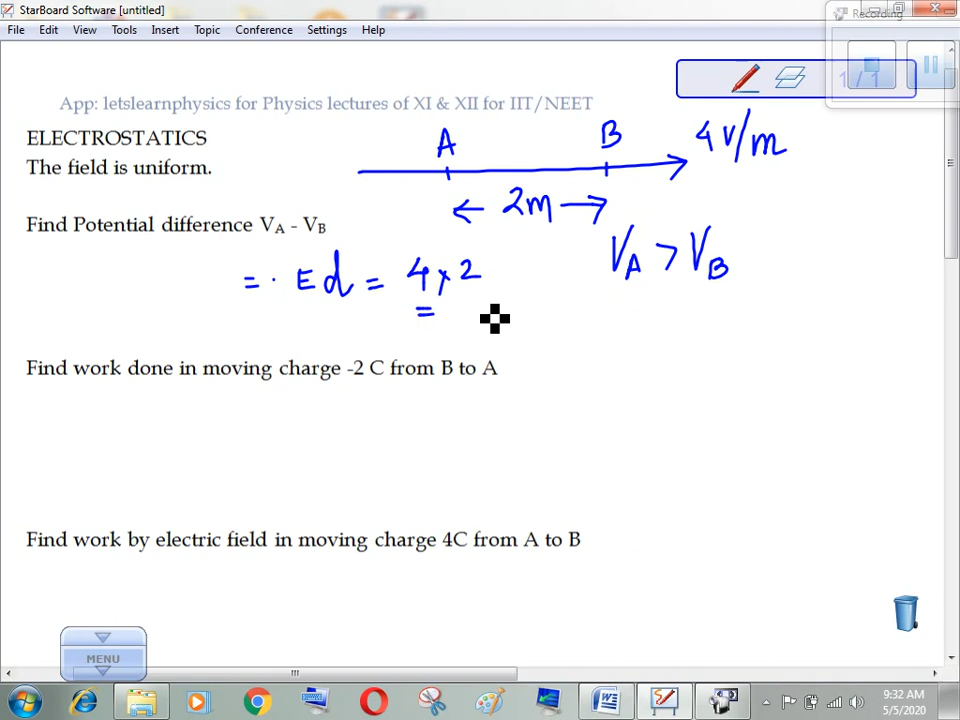 StarBoard Software [untitled]
Recording
File Edit View Tools Insert Topic Conference Settings Help
1 / 1
App: letslearnphysics for Physics lectures of XI & XII for IIT/NEET
ELECTROSTATICS
A B 4 V/m
The field is uniform.
← 2m →
Find Potential difference VA - VB
VA > VB
= . Ed = 4 x 2
=
Find work done in moving charge -2 C from B to A
Find work by electric field in moving charge 4C from A to B
MENU
9:32 AM
5/5/2020